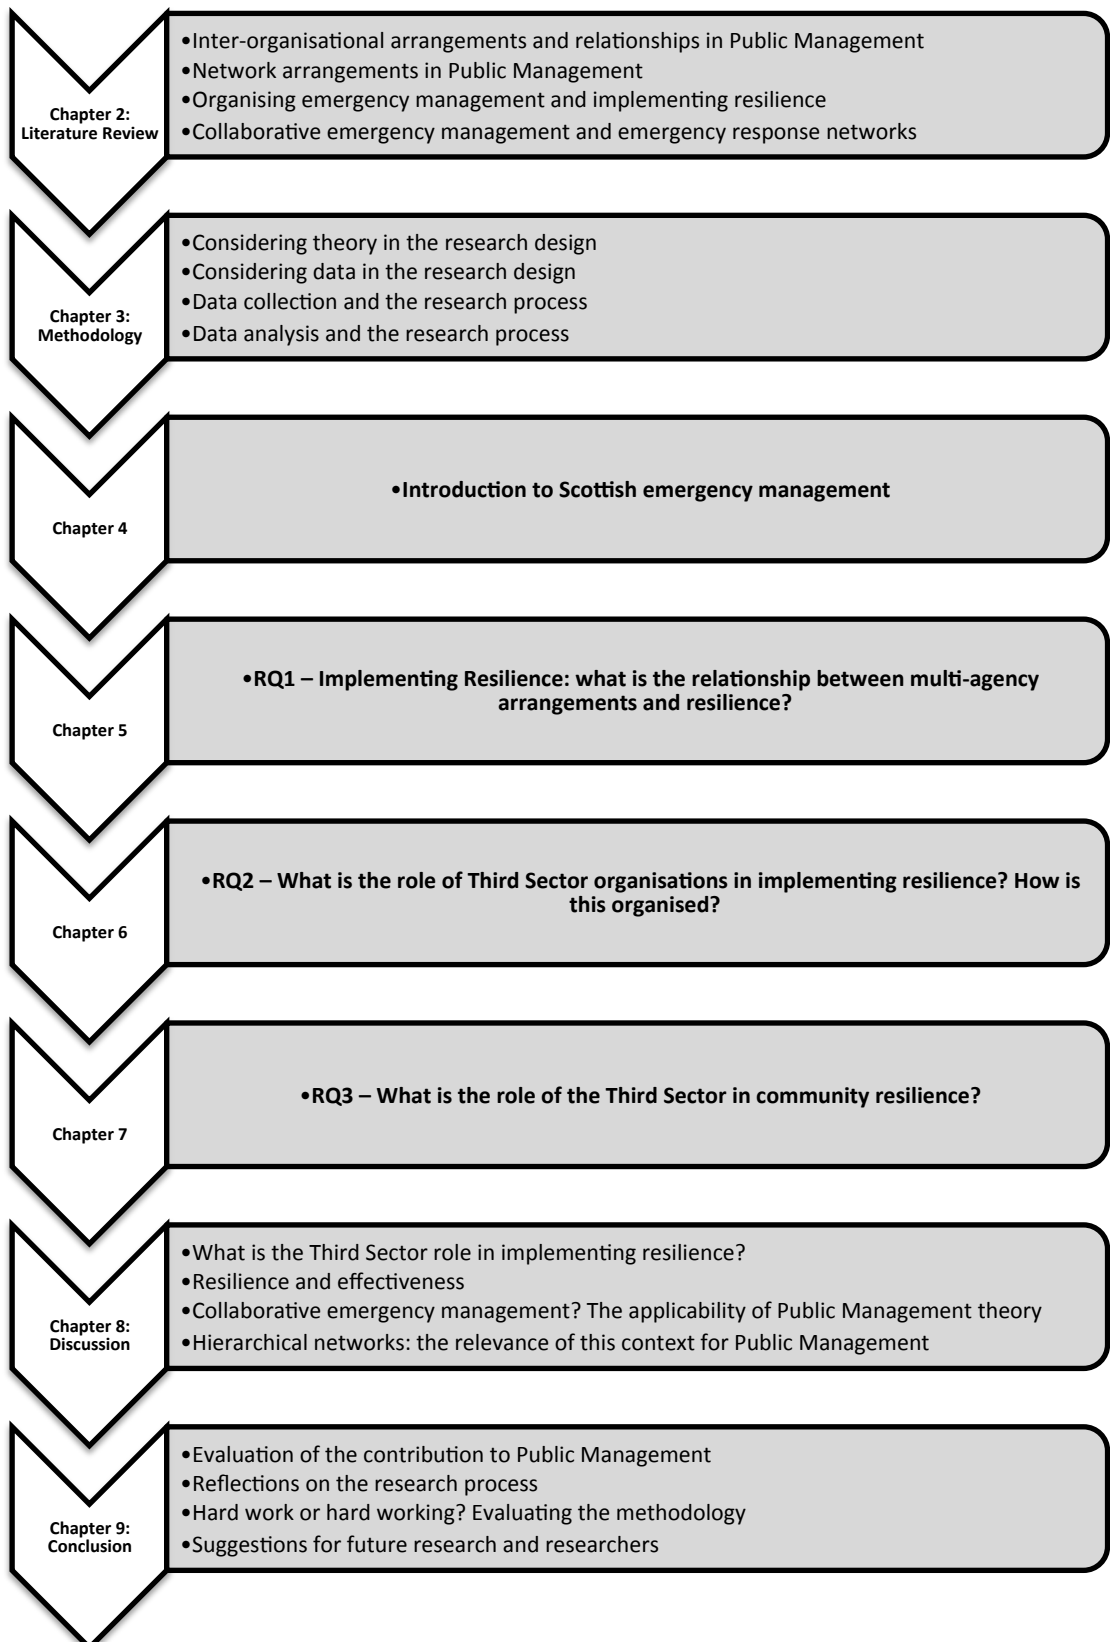 Chapter 2:
Literature Review
•Inter-organisational arrangements and relationships in Public Management
•Network arrangements in Public Management
•Organising emergency management and implementing resilience
•Collaborative emergency management and emergency response networks
Chapter 3:
Methodology
•Considering theory in the research design
•Considering data in the research design
•Data collection and the research process
•Data analysis and the research process
Chapter 4
•Introduction to Scottish emergency management
Chapter 5
•RQ1 – Implementing Resilience: what is the relationship between multi-agency
arrangements and resilience?
Chapter 6
•RQ2 – What is the role of Third Sector organisations in implementing resilience? How is
this organised?
Chapter 7
•RQ3 – What is the role of the Third Sector in community resilience?
Chapter 8:
Discussion
•What is the Third Sector role in implementing resilience?
•Resilience and effectiveness
•Collaborative emergency management? The applicability of Public Management theory
•Hierarchical networks: the relevance of this context for Public Management
Chapter 9:
Conclusion
•Evaluation of the contribution to Public Management
•Reflections on the research process
•Hard work or hard working? Evaluating the methodology
•Suggestions for future research and researchers